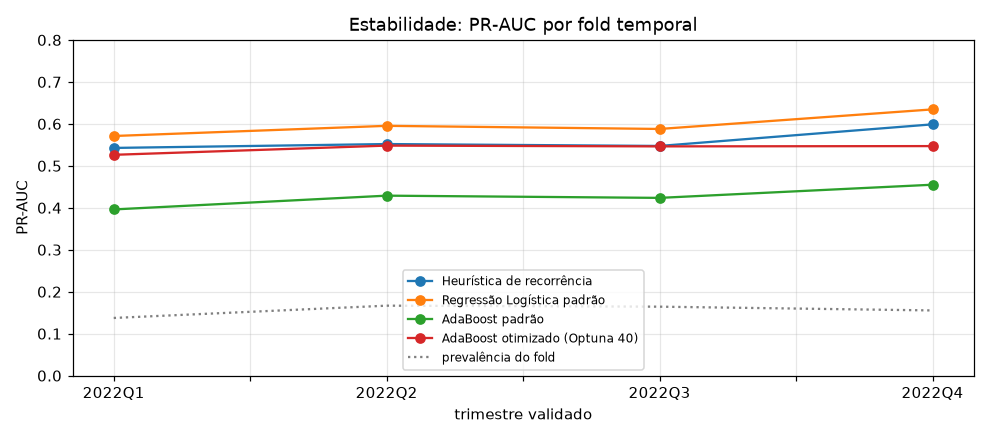 Estabilidade: PR-AUC por fold temporal
0.8
0.7
0.6
0.5
0.4
0.3
0.2
0.1
0.0
PR-AUC
Heurística de recorrência
Regressão Logística padrão
AdaBoost padrão
AdaBoost otimizado (Optuna 40)
prevalência do fold
2022Q1
2022Q2
2022Q3
2022Q4
trimestre validado